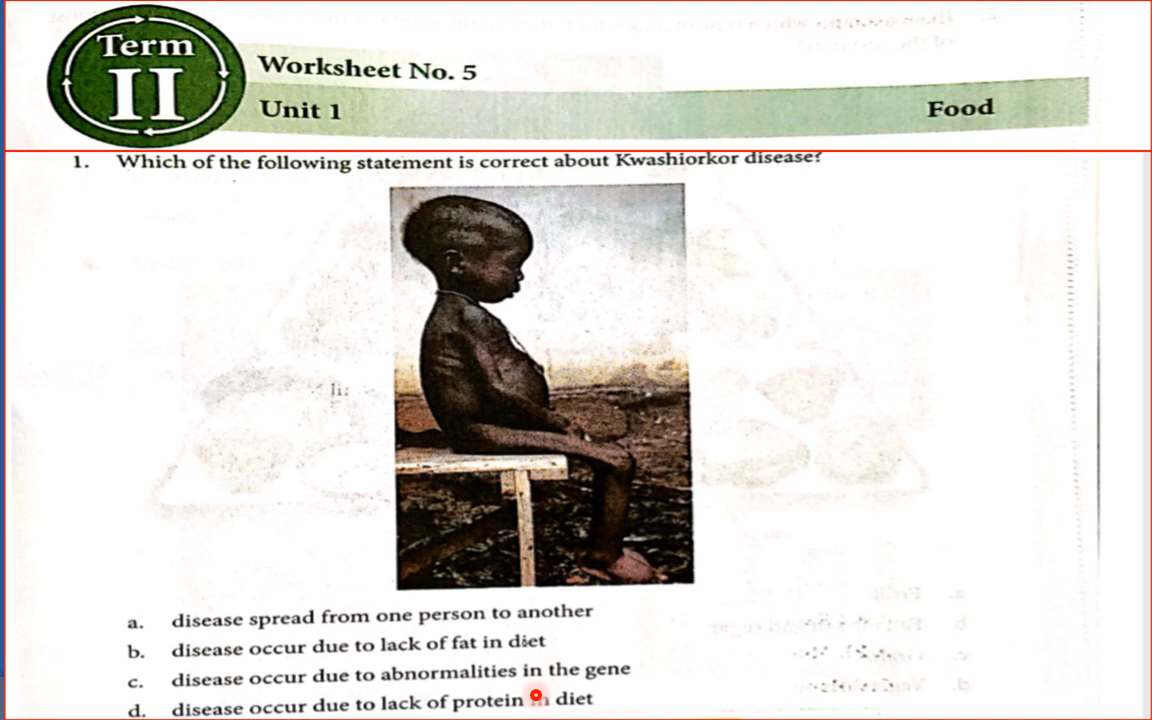 Term
II
Worksheet No. 5
Unit 1
Food
1. Which of the following statement is correct about Kwashiorkor disease?
a. disease spread from one person to another
b. disease occur due to lack of fat in diet
c. disease occur due to abnormalities in the gene
d. disease occur due to lack of protein in diet